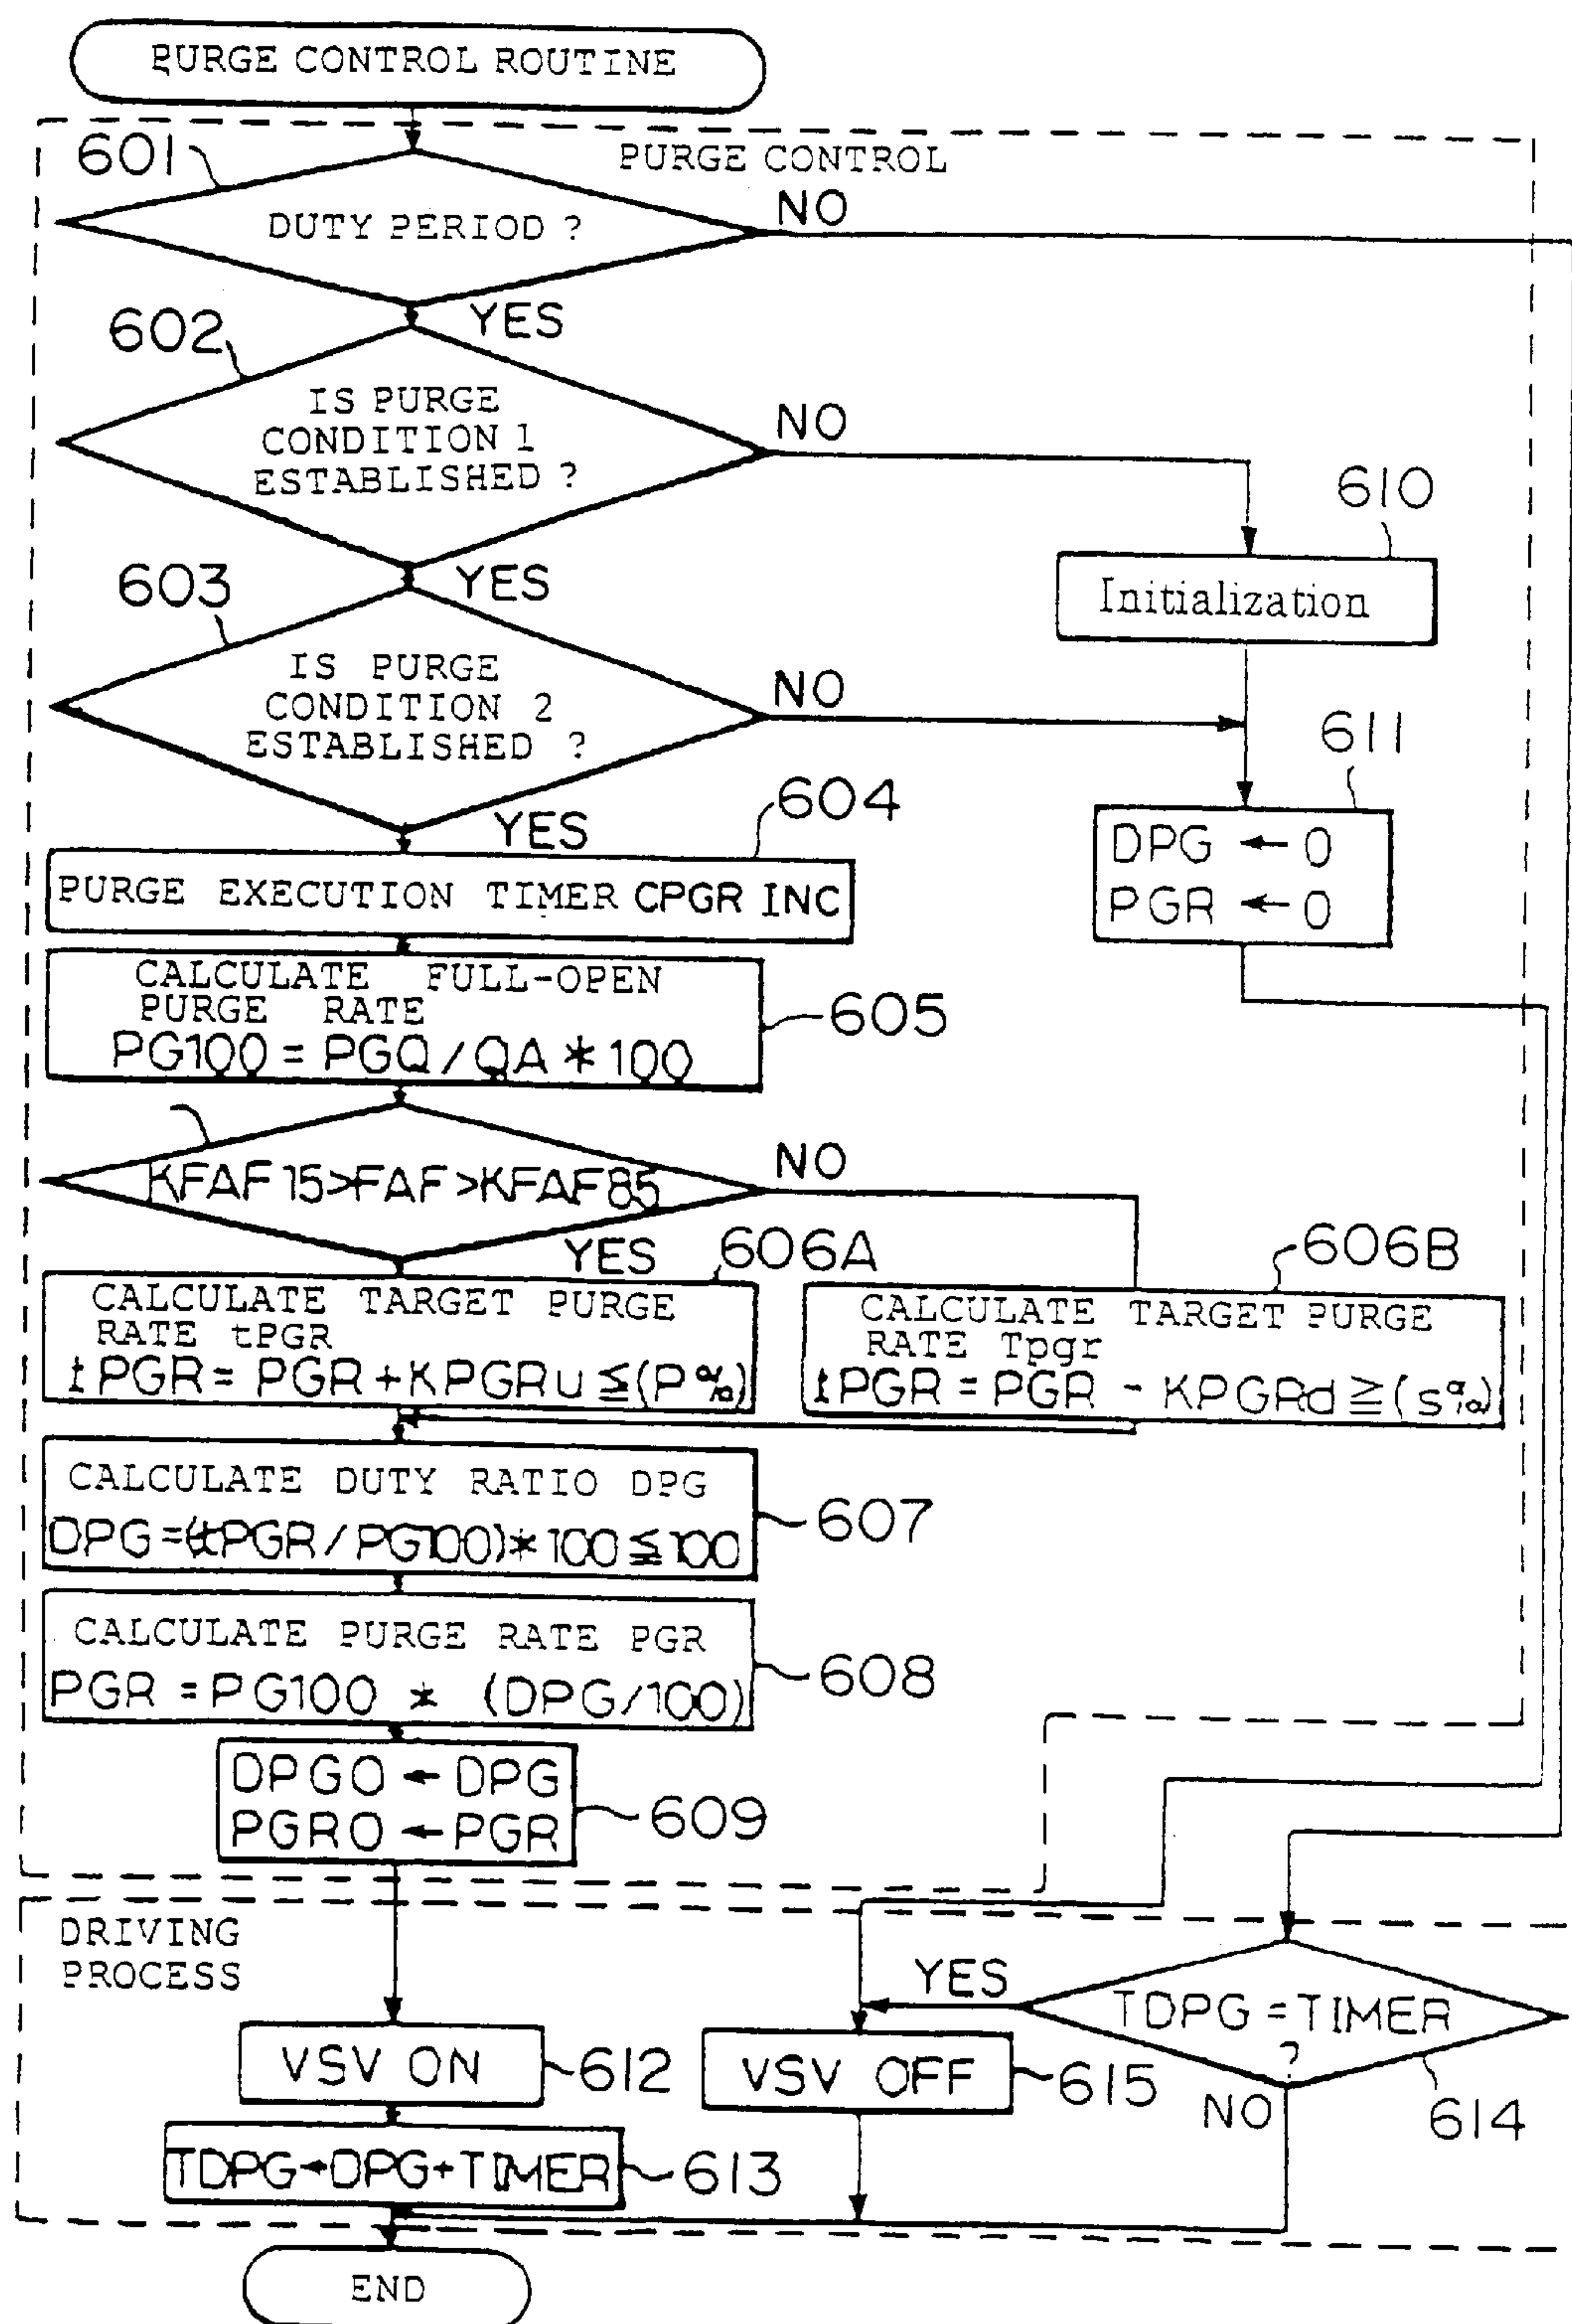 PURGE CONTROL ROUTINE
PURGE CONTROL
601
DUTY PERIOD ?
NO
YES
602
IS PURGE
CONDITION 1
ESTABLISHED ?
NO
YES
610
Initialization
603
IS PURGE
CONDITION 2
ESTABLISHED ?
NO
YES
611
DPG ← 0
PGR ← 0
604
PURGE EXECUTION TIMER CPGR INC
CALCULATE FULL-OPEN
PURGE RATE
PG100 = PGQ / QA * 100
605
KFAF15>FAF>KFAF85
NO
YES
606A
CALCULATE TARGET PURGE
RATE tPGR
tPGR = PGR + KPGRu ≦ (P%)
606B
CALCULATE TARGET PURGE
RATE Tpgr
tPGR = PGR - KPGRd ≧ (s%)
CALCULATE DUTY RATIO DPG
DPG = (tPGR / PG100) * 100 ≦ 100
607
CALCULATE PURGE RATE PGR
PGR = PG100 * (DPG/100)
608
DPGO ← DPG
PGRO ← PGR
609
DRIVING
PROCESS
YES
TDPG = TIMER
?
NO
614
VSV ON
612
VSV OFF
615
TDPG←DPG+TIMER
613
END